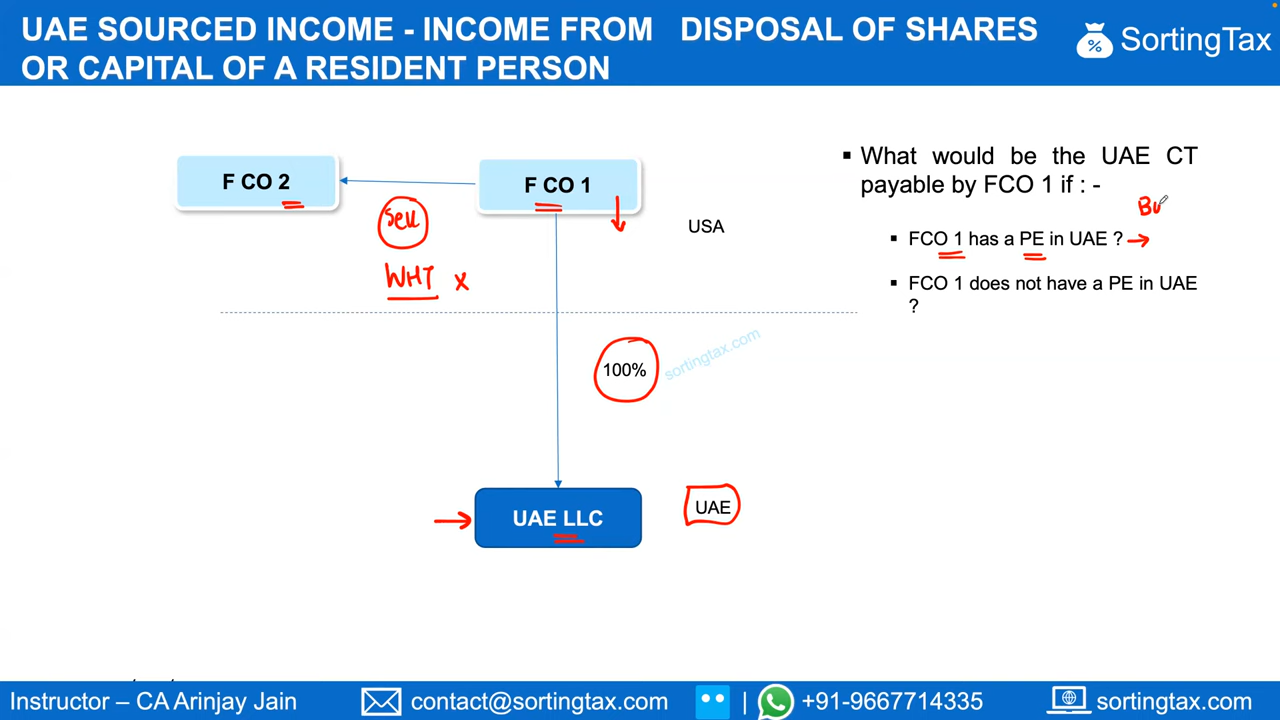 UAE SOURCED INCOME - INCOME FROM DISPOSAL OF SHARES
OR CAPITAL OF A RESIDENT PERSON
SortingTax
F CO 2
F CO 1
Sell
WHT x
USA
100%
sortingtax.com
UAE LLC
UAE
▪ What would be the UAE CT
payable by FCO 1 if : -
▪ FCO 1 has a PE in UAE ?
▪ FCO 1 does not have a PE in UAE
?
Instructor – CA Arinjay Jain
contact@sortingtax.com
+91-9667714335
sortingtax.com